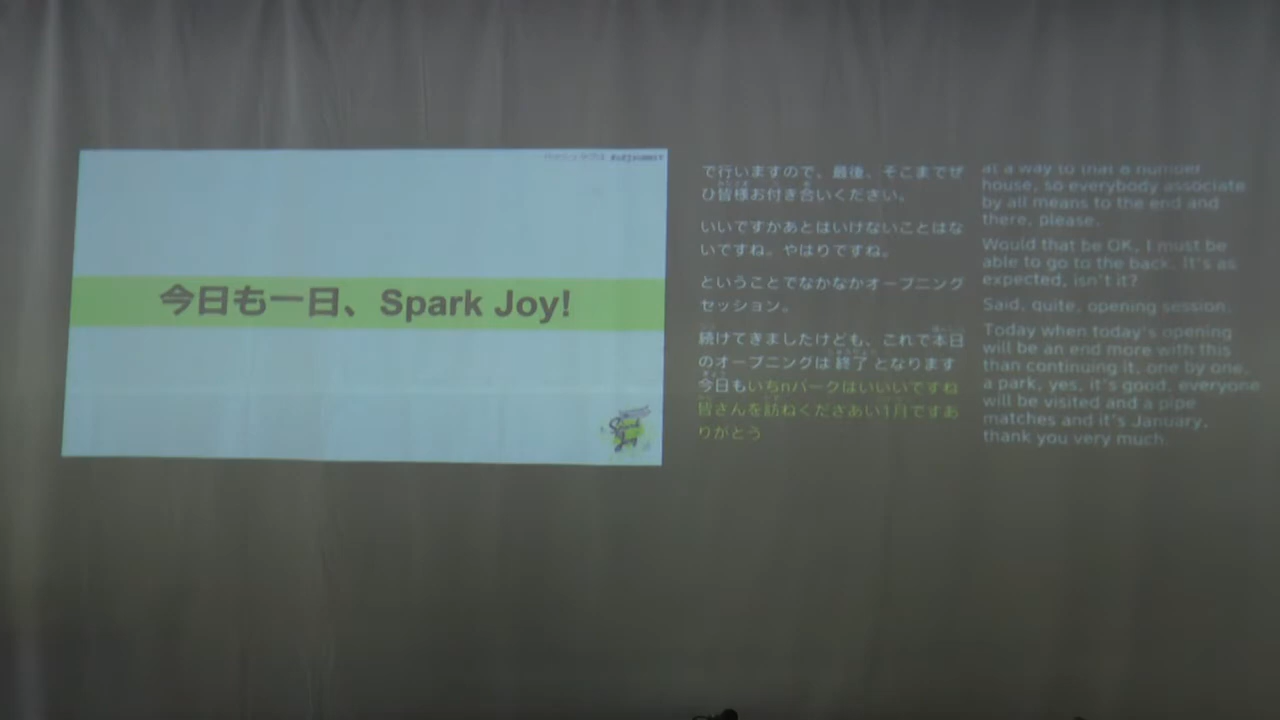 今日も一日、Spark Joy!
で行いますので、最後、そこまでぜ
ひ皆様お付き合いください。
いいですかあとはいけないことはな
いですね。やはりですね。
ということでなかなかオープニング
セッション。
続けてきましたけども、これで本日
のオープニングは 終了 となります
今日もいちnパークはいいいですね
皆さんを訪ねくださあい1月ですあ
りがとう
at a way to that 8 number
house, so everybody associate
by all means to the end and
there, please.
Would that be OK, I must be
able to go to the back. It's as
expected, isn't it?
Said, quite, opening session.
Today when today's opening
will be an end more with this
than continuing it, one by one,
a park, yes, it's good, everyone
will be visited and a pipe
matches and it's January,
thank you very much.